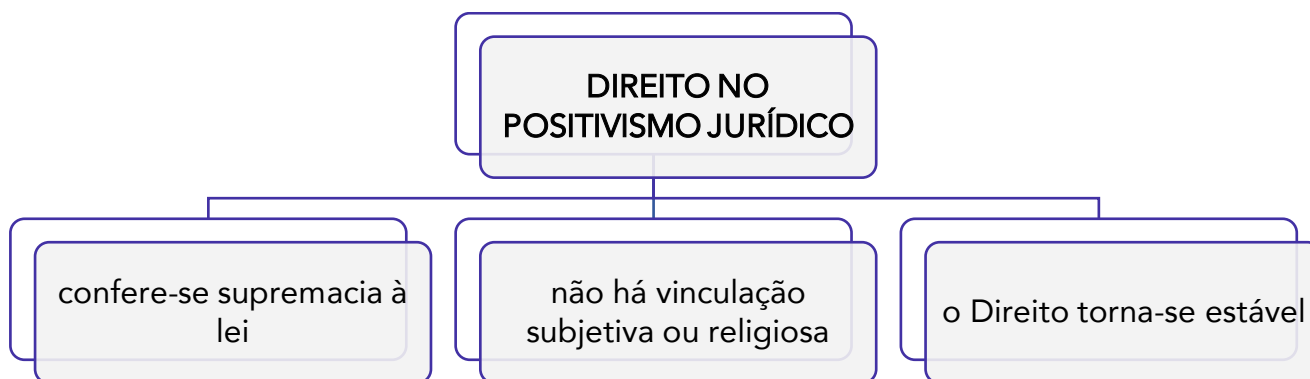 DIREITO NO
POSITIVISMO JURÍDICO
confere-se supremacia à
lei
não há vinculação
subjetiva ou religiosa
o Direito torna-se estável